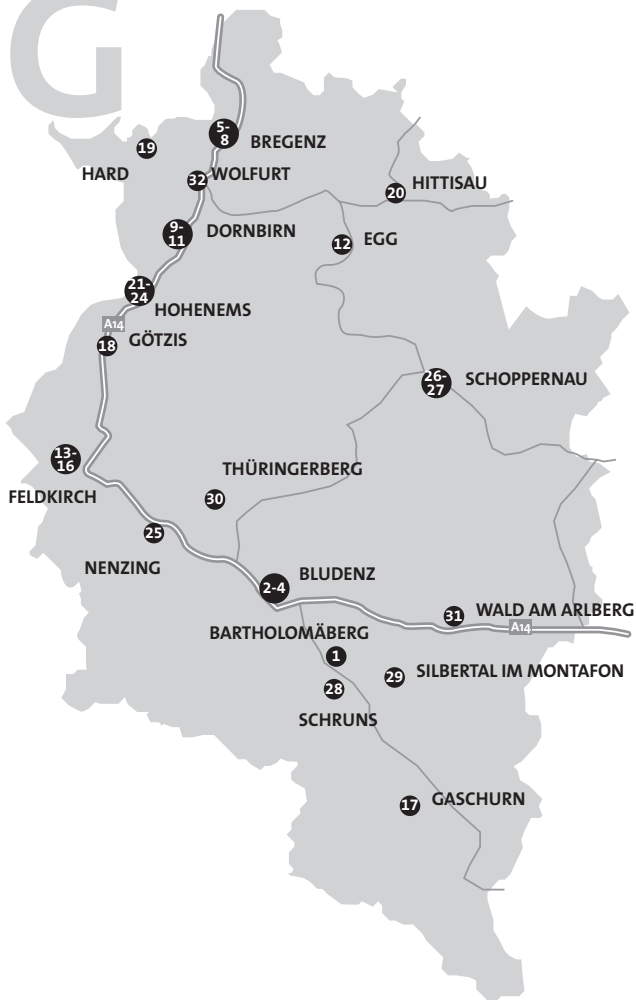 G
5-
8
BREGENZ
19
HARD
32
WOLFURT
20
HITTISAU
9-
11
DORNBIRN
12
EGG
21-
24
HOHENEMS
A14
18
GÖTZIS
26-
27
SCHOPPERNAU
13-
16
FELDKIRCH
THÜRINGERBERG
30
25
NENZING
2-4
BLUDENZ
31
WALD AM ARLBERG
A14
BARTHOLOMÄBERG
1
29
SILBERTAL IM MONTAFON
28
SCHRUNS
17
GASCHURN